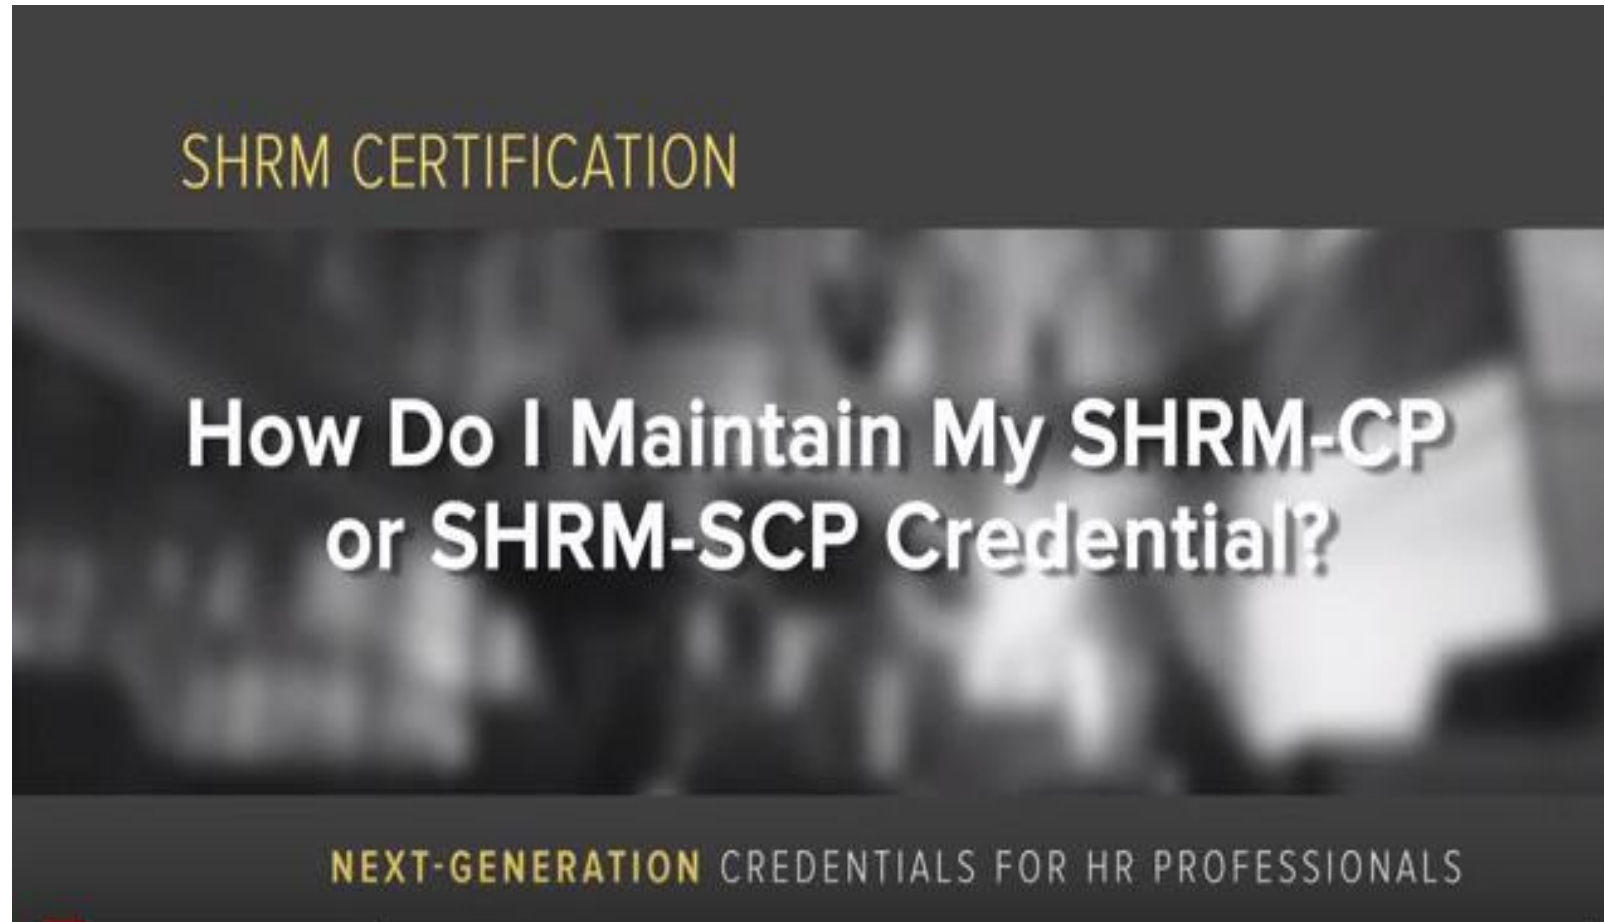 SHRM CERTIFICATION
How Do I Maintain My SHRM-CP
or SHRM-SCP Credential?
NEXT-GENERATION CREDENTIALS FOR HR PROFESSIONALS